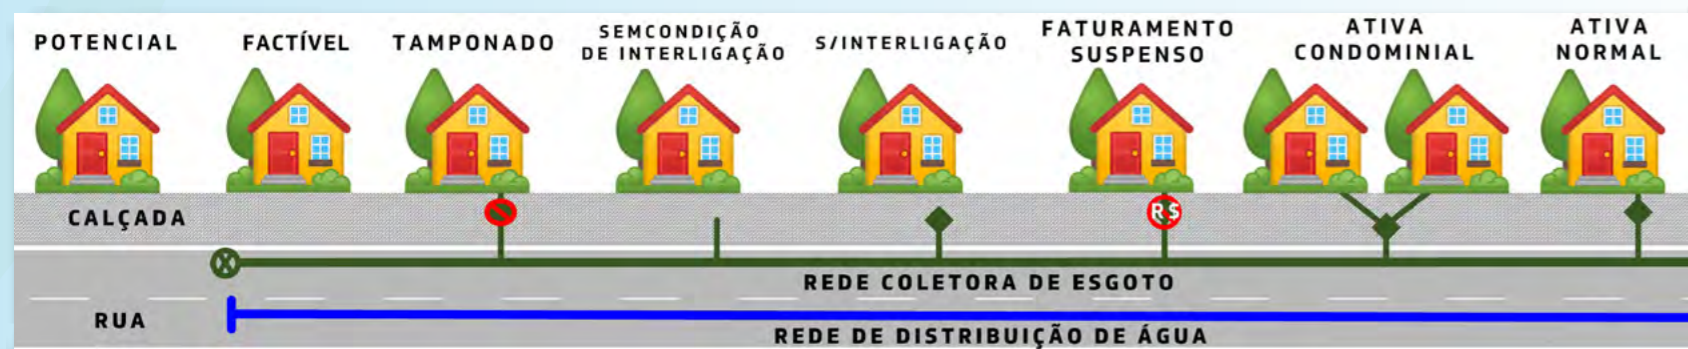 POTENCIAL
FACTÍVEL
TAMPONADO
SEMCONDIÇÃO
DE INTERLIGAÇÃO
S/INTERLIGAÇÃO
FATURAMENTO
SUSPENSO
ATIVA
CONDOMINIAL
ATIVA
NORMAL
CALÇADA
R$
REDE COLETORA DE ESGOTO
RUA
REDE DE DISTRIBUIÇÃO DE ÁGUA